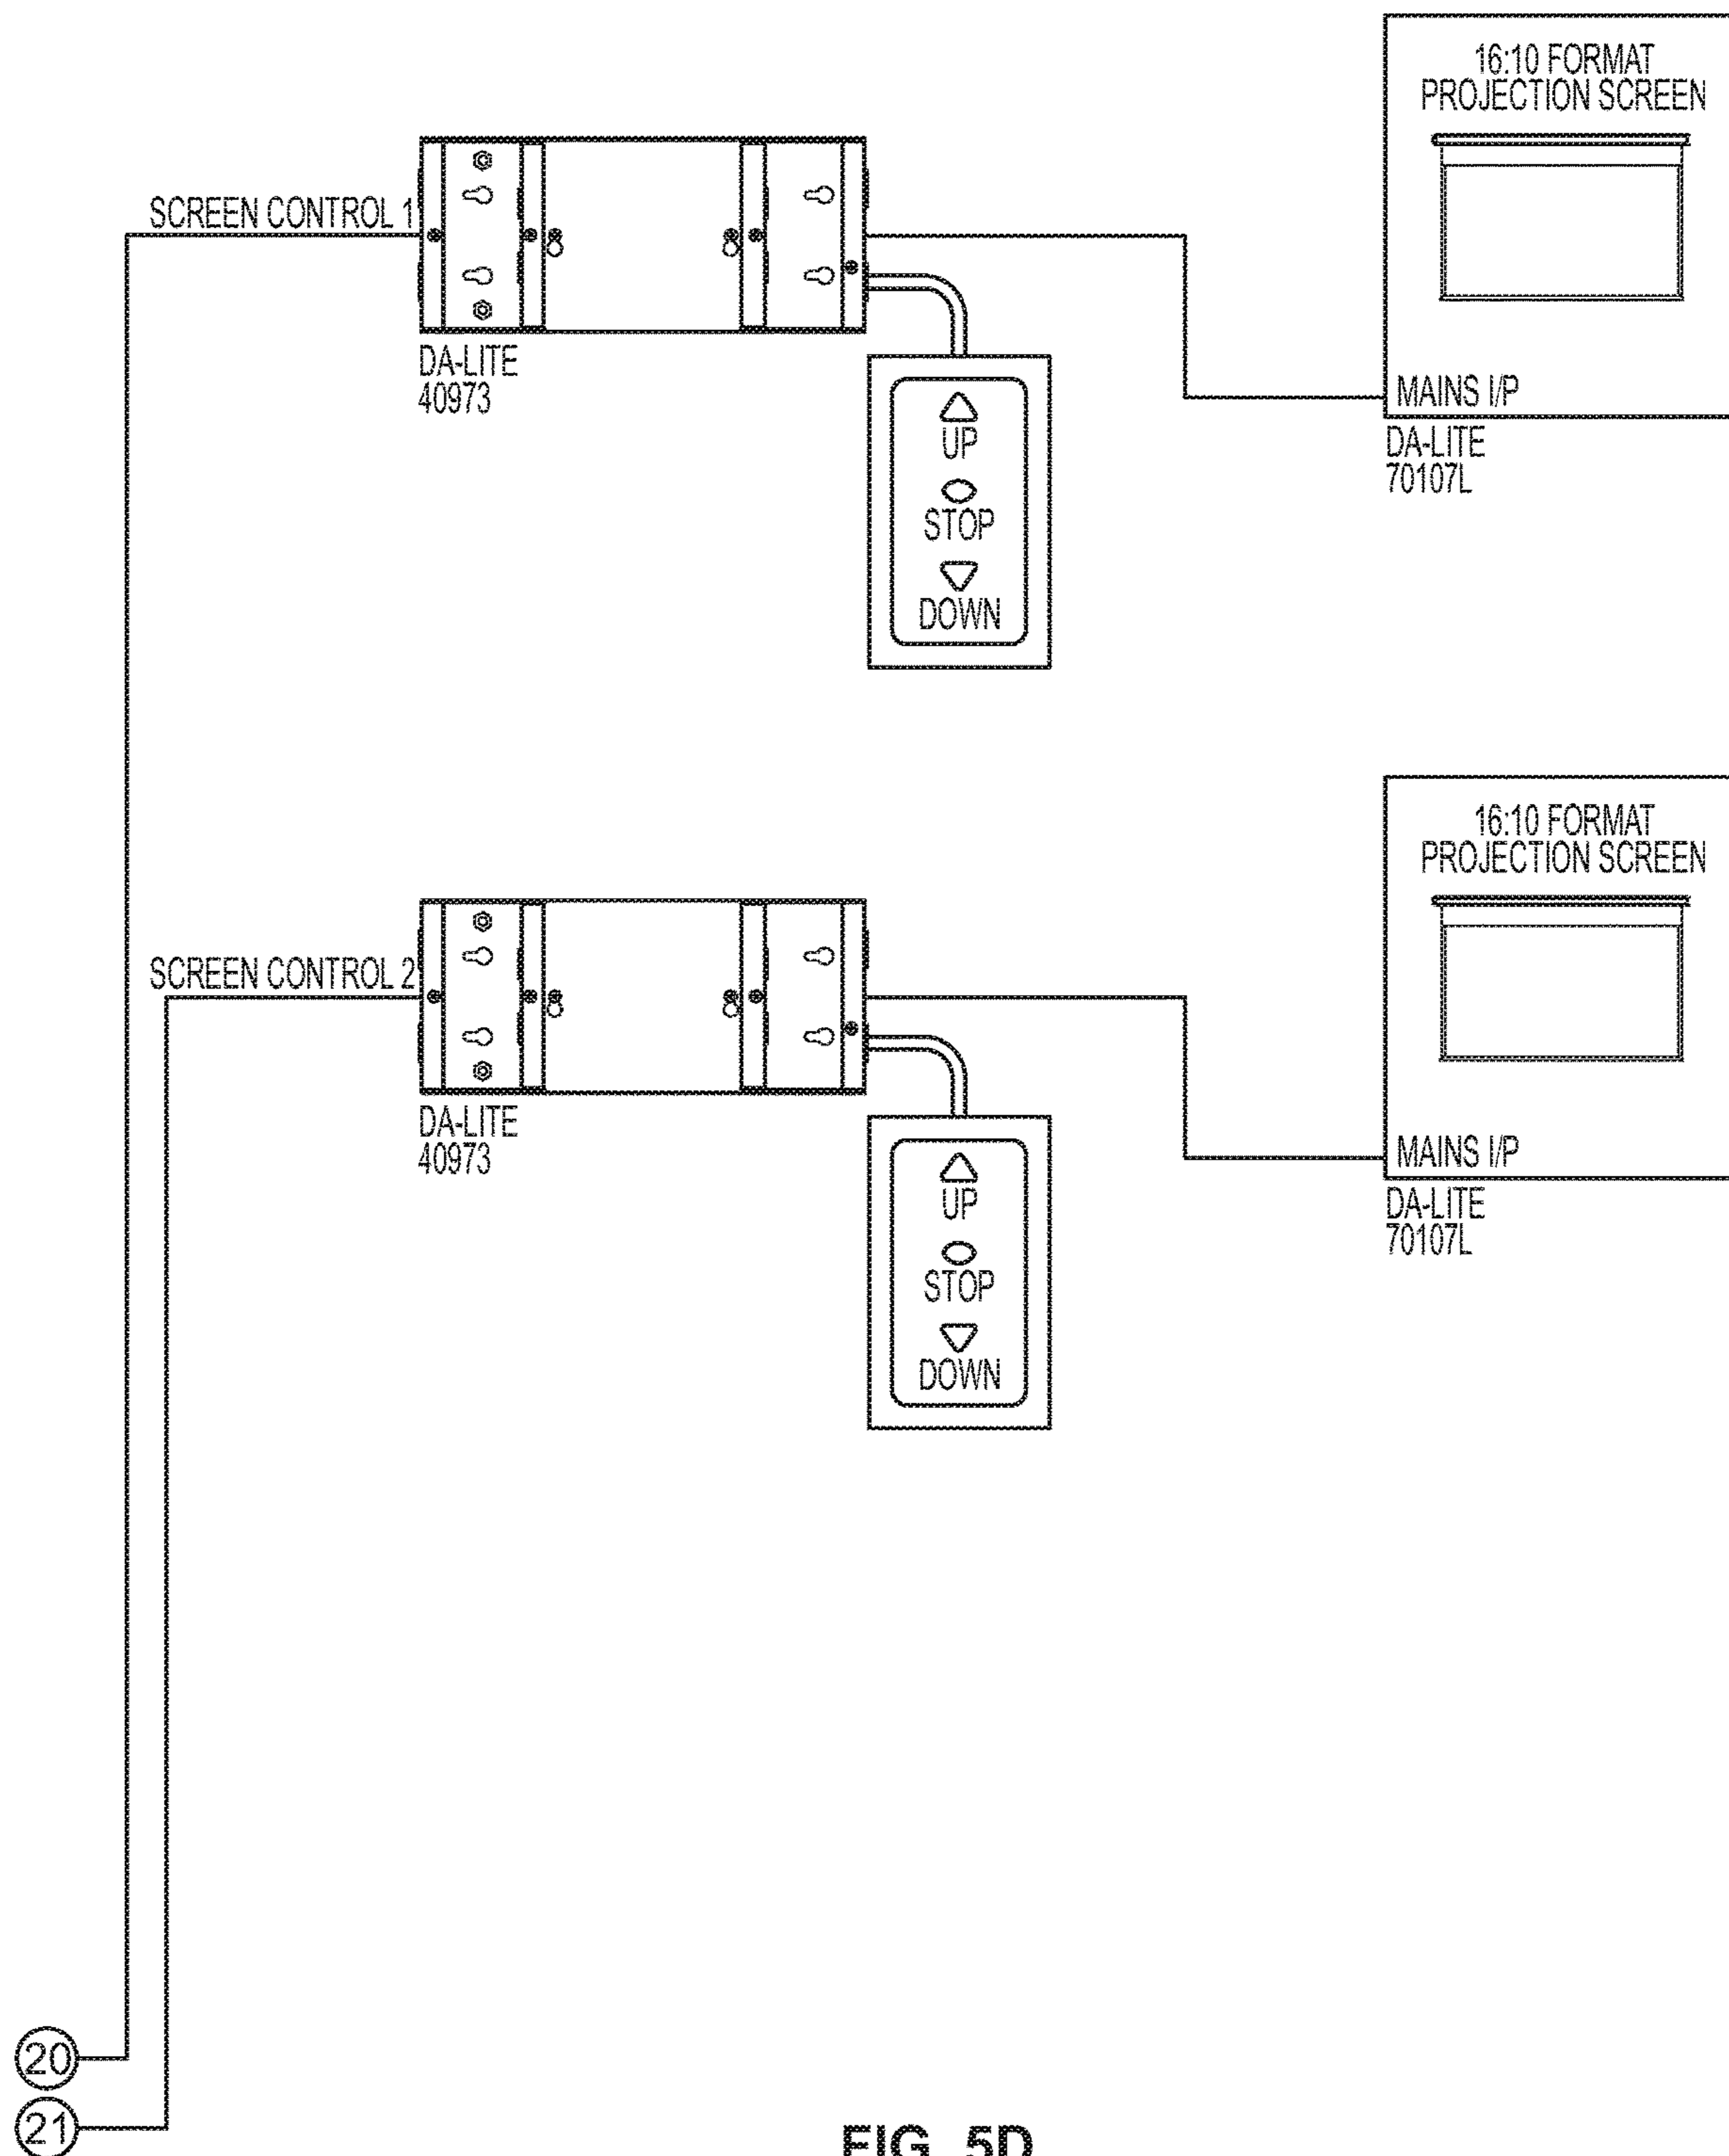 16:10 FORMAT
PROJECTION SCREEN
SCREEN CONTROL 1
DA-LITE
40973
MAINS I/P
DA-LITE
70107L
UP
STOP
DOWN
16:10 FORMAT
PROJECTION SCREEN
SCREEN CONTROL 2
DA-LITE
40973
MAINS I/P
DA-LITE
70107L
UP
STOP
DOWN
20
21
FIG. 5D